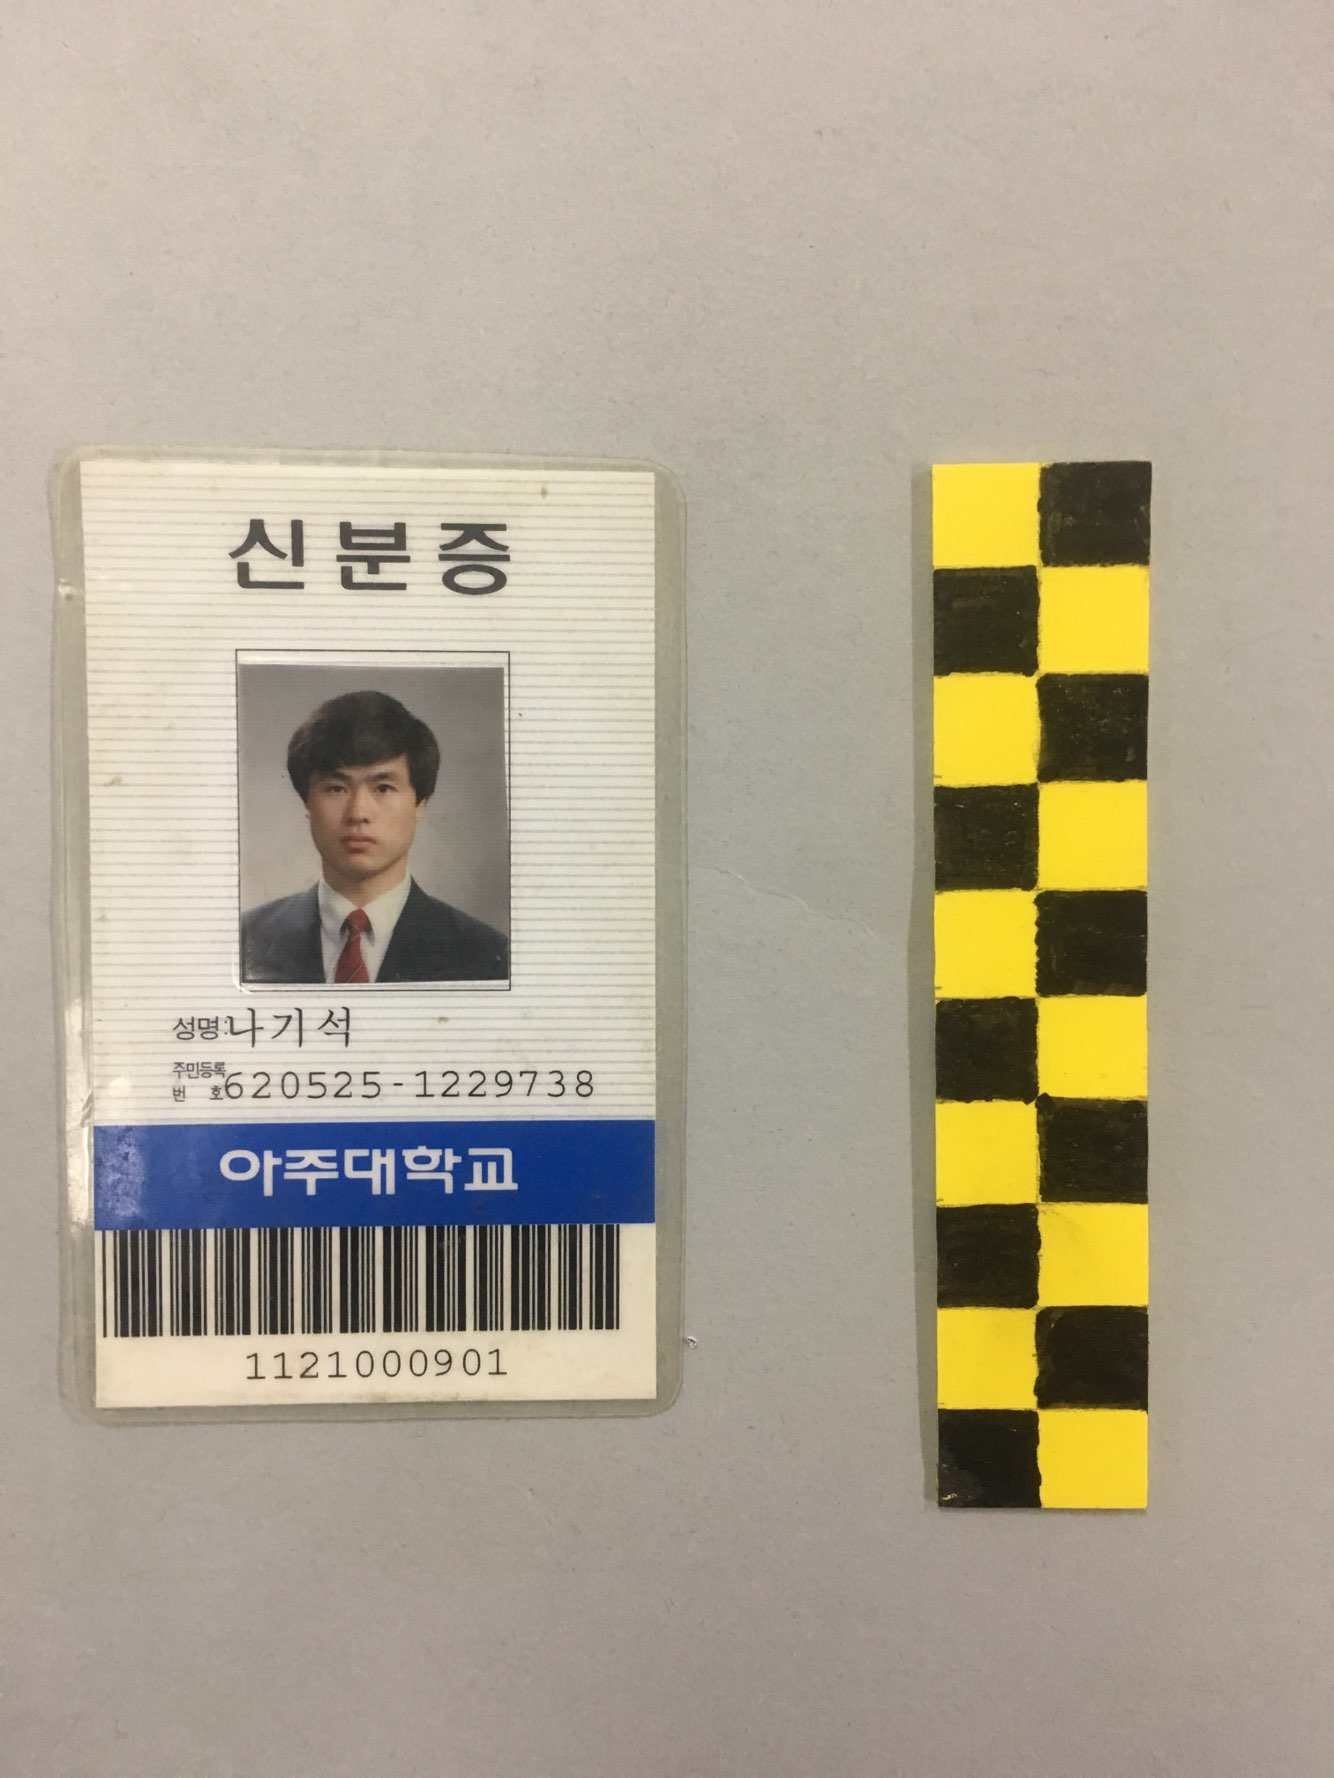 신분증
성명:나기석
주민등록
번 호 620525-1229738
아주대학교
1121000901